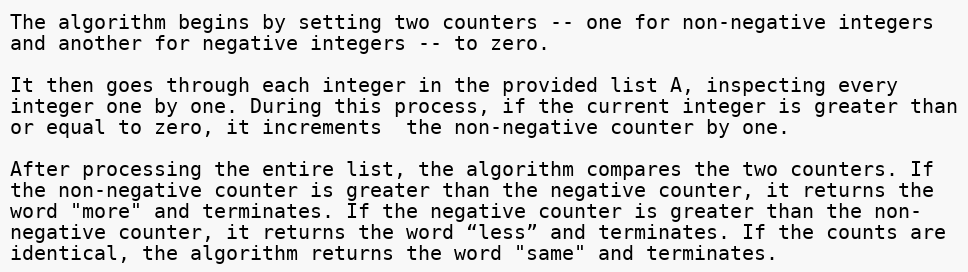 The algorithm begins by setting two counters -- one for non-negative integers
and another for negative integers -- to zero.

It then goes through each integer in the provided list A, inspecting every
integer one by one. During this process, if the current integer is greater than
or equal to zero, it increments  the non-negative counter by one.

After processing the entire list, the algorithm compares the two counters. If
the non-negative counter is greater than the negative counter, it returns the
word "more" and terminates. If the negative counter is greater than the non-
negative counter, it returns the word “less” and terminates. If the counts are
identical, the algorithm returns the word "same" and terminates.